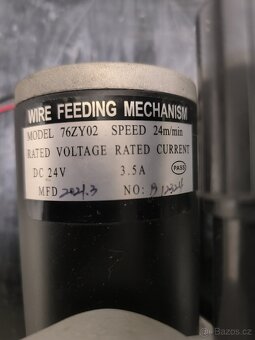 WIRE FEEDING MECHANISM
MODEL 76ZY02 SPEED 24m/min
RATED VOLTAGE RATED CURRENT
DC 24V 3.5A PASS
MFD 2021.3 NO:
sbazar.cz